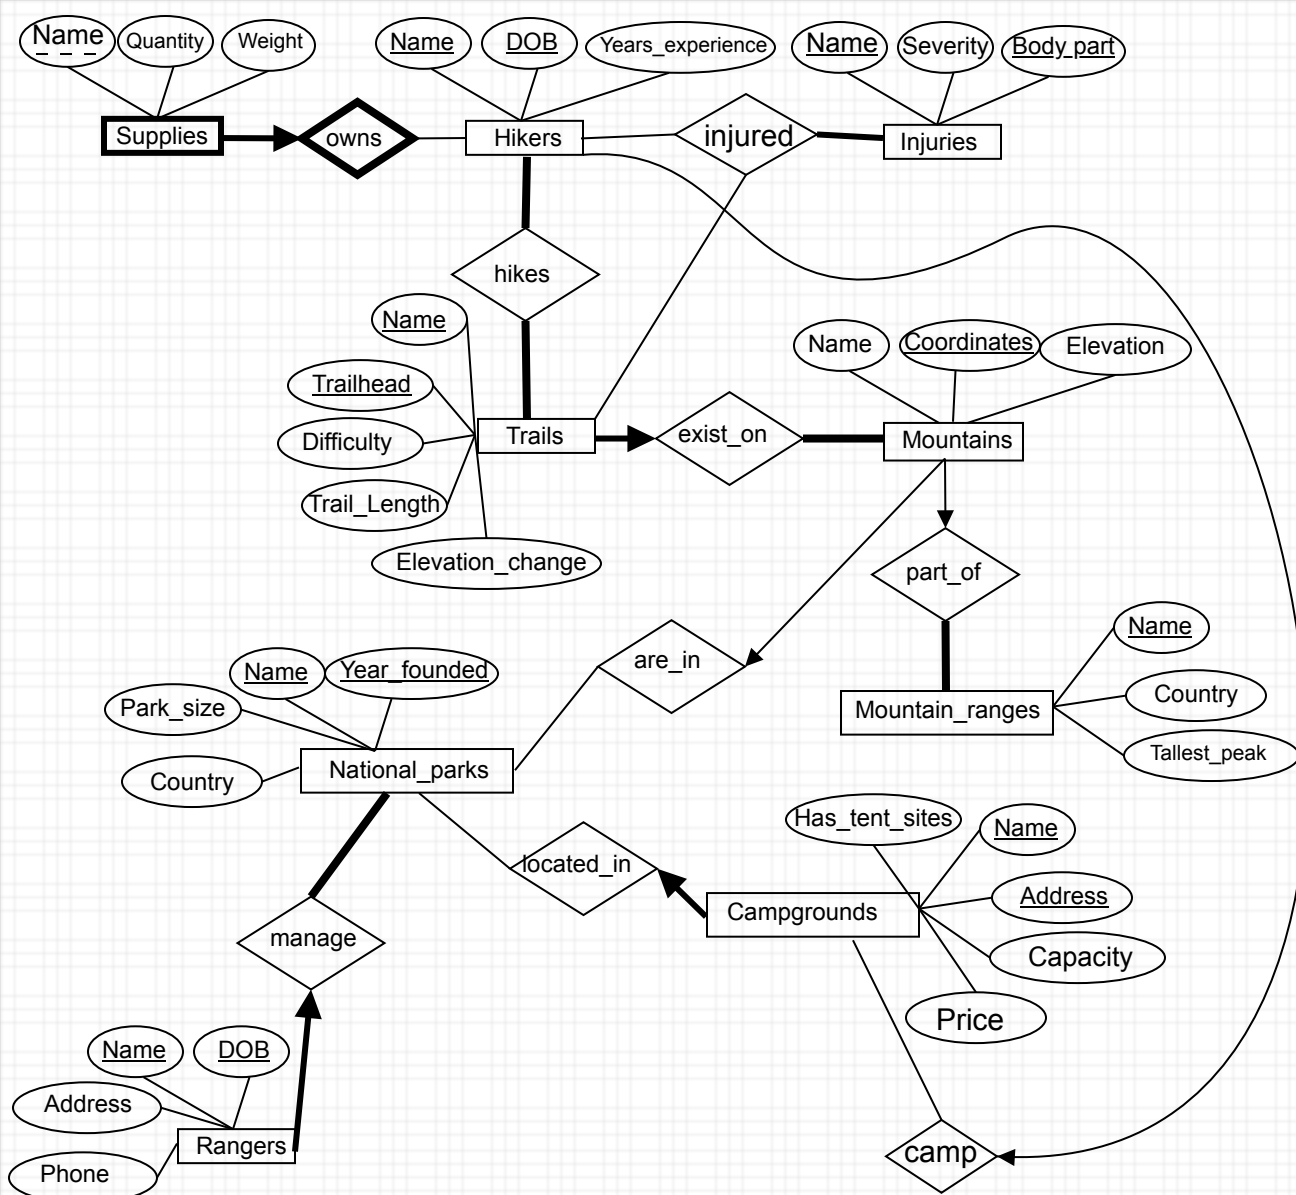 Name
Quantity
Weight
Name
DOB
Years_experience
Name
Severity
Body part
Supplies
owns
Hikers
injured
Injuries
hikes
Name
Trailhead
Difficulty
Trail_Length
Elevation_change
Trails
exist_on
Name
Coordinates
Elevation
Mountains
part_of
are_in
Name
Country
Tallest_peak
Mountain_ranges
Name
Year_founded
Park_size
Country
National_parks
located_in
Has_tent_sites
Name
Address
Capacity
Price
Campgrounds
manage
Name
DOB
Address
Phone
Rangers
camp